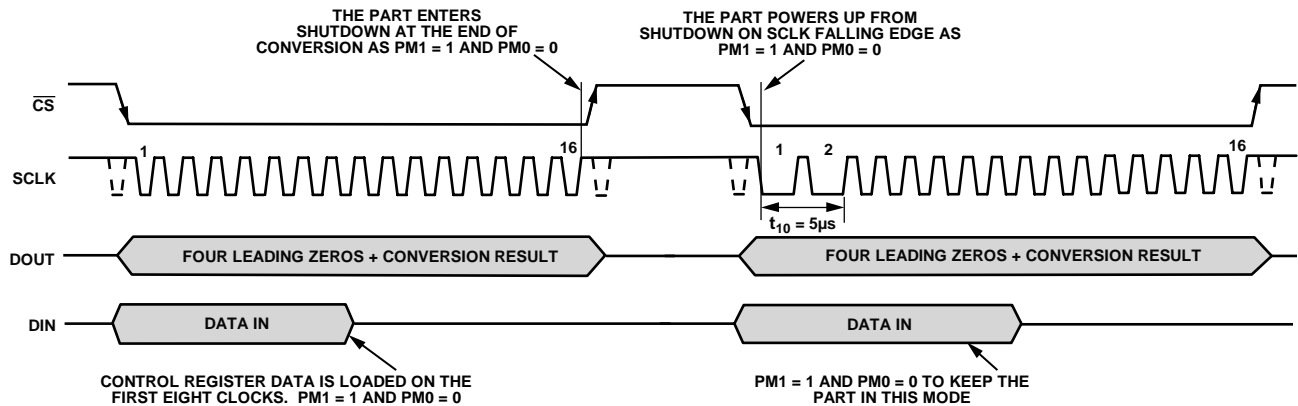 THE PART ENTERS
SHUTDOWN AT THE END OF
CONVERSION AS PM1 = 1 AND PM0 = 0
THE PART POWERS UP FROM
SHUTDOWN ON SCLK FALLING EDGE AS
PM1 = 1 AND PM0 = 0
CS
SCLK
1
16
1
2
16
t10 = 5µs
DOUT
FOUR LEADING ZEROS + CONVERSION RESULT
FOUR LEADING ZEROS + CONVERSION RESULT
DIN
DATA IN
DATA IN
CONTROL REGISTER DATA IS LOADED ON THE
FIRST EIGHT CLOCKS. PM1 = 1 AND PM0 = 0
PM1 = 1 AND PM0 = 0 TO KEEP THE
PART IN THIS MODE